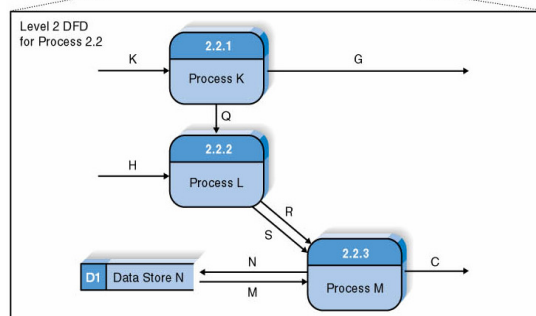 Level 2 DFD
for Process 2.2
2.2.1
K
Process K
G
Q
2.2.2
H
Process L
R
S
2.2.3
N
C
D1 Data Store N
Process M
M